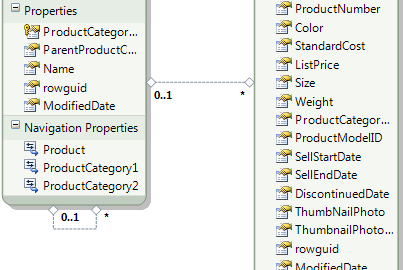 Properties
ProductCategor...
ParentProductC...
Name
rowguid
ModifiedDate
Navigation Properties
Product
ProductCategory1
ProductCategory2
0..1 *
0..1 *
ProductNumber
Color
StandardCost
ListPrice
Size
Weight
ProductCategor...
ProductModelID
SellStartDate
SellEndDate
DiscontinuedDate
ThumbNailPhoto
ThumbnailPhoto...
rowguid
ModifiedDate